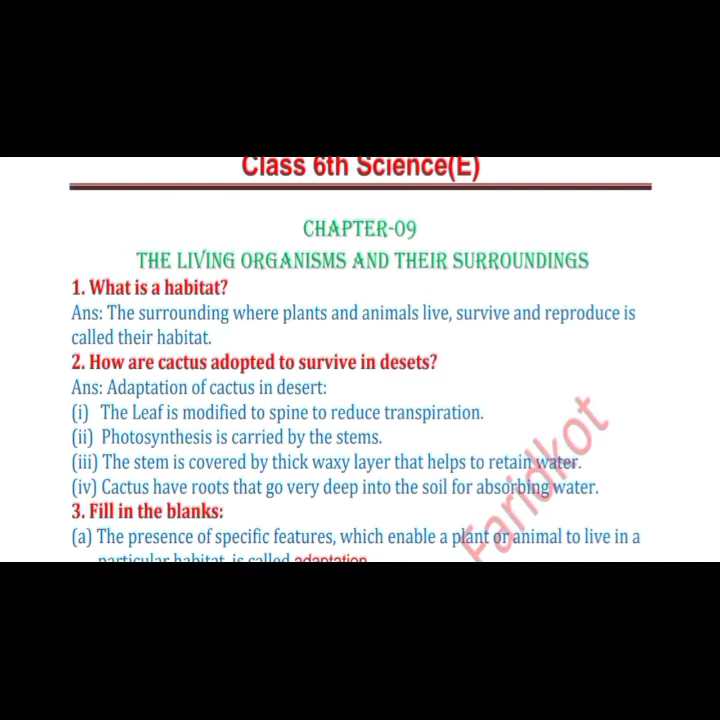 Class 6th Science(E)
CHAPTER-09
THE LIVING ORGANISMS AND THEIR SURROUNDINGS
1. What is a habitat?
Ans: The surrounding where plants and animals live, survive and reproduce is
called their habitat.
2. How are cactus adopted to survive in desets?
Ans: Adaptation of cactus in desert:
(i) The Leaf is modified to spine to reduce transpiration.
(ii) Photosynthesis is carried by the stems.
(iii) The stem is covered by thick waxy layer that helps to retain water.
(iv) Cactus have roots that go very deep into the soil for absorbing water.
3. Fill in the blanks:
(a) The presence of specific features, which enable a plant or animal to live in a
particular habitat, is called adaptation
Faridkot